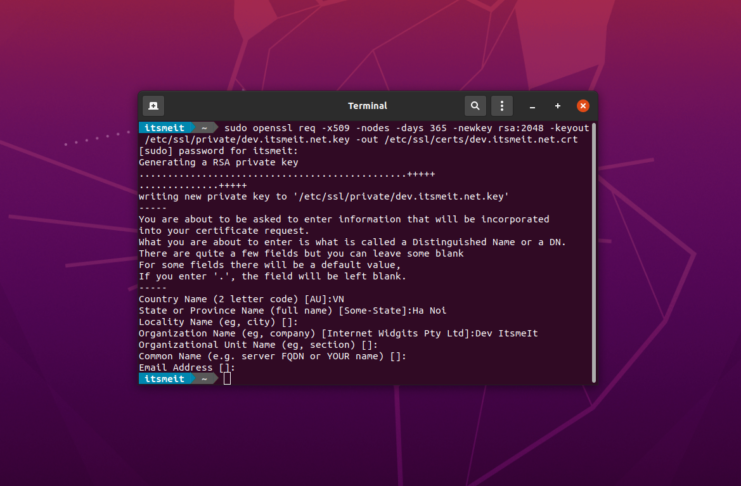 Terminal
itsmeit ~ sudo openssl req -x509 -nodes -days 365 -newkey rsa:2048 -keyout
/etc/ssl/private/dev.itsmeit.net.key -out /etc/ssl/certs/dev.itsmeit.net.crt
[sudo] password for itsmeit:
Generating a RSA private key
...............................................+++++
..............+++++
writing new private key to '/etc/ssl/private/dev.itsmeit.net.key'
-----
You are about to be asked to enter information that will be incorporated
into your certificate request.
What you are about to enter is what is called a Distinguished Name or a DN.
There are quite a few fields but you can leave some blank
For some fields there will be a default value,
If you enter '.', the field will be left blank.
-----
Country Name (2 letter code) [AU]:VN
State or Province Name (full name) [Some-State]:Ha Noi
Locality Name (eg, city) []:
Organization Name (eg, company) [Internet Widgits Pty Ltd]:Dev ItsmeIt
Organizational Unit Name (eg, section) []:
Common Name (e.g. server FQDN or YOUR name) []:
Email Address []:
itsmeit ~